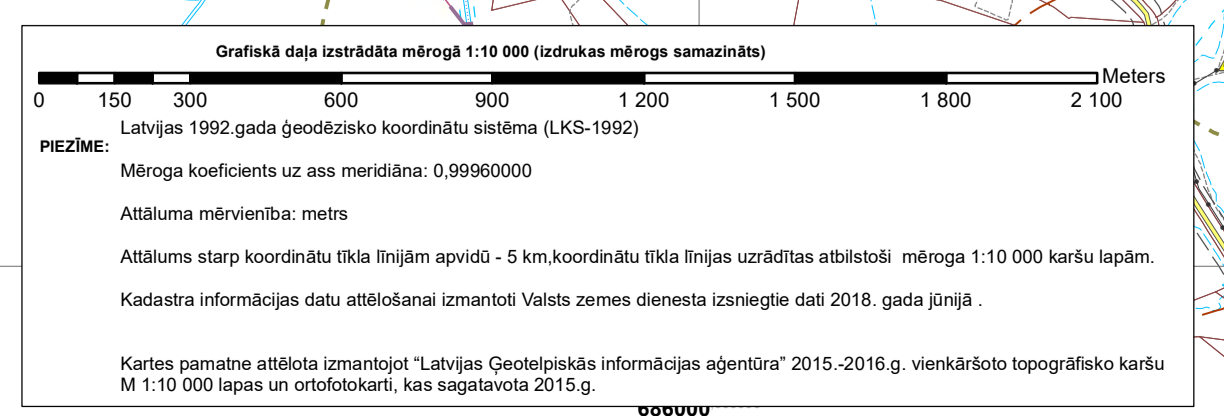 Grafiskā daļa izstrādāta mērogā 1:10 000 (izdrukas mērogs samazināts)
Meters
0 150 300 600 900 1 200 1 500 1 800 2 100
Latvijas 1992.gada ģeodēzisko koordinātu sistēma (LKS-1992)
PIEZĪME:
Mēroga koeficients uz ass meridiāna: 0,99960000
Attāluma mērvienība: metrs
Attālums starp koordinātu tīkla līnijām apvidū - 5 km,koordinātu tīkla līnijas uzrādītas atbilstoši mēroga 1:10 000 karšu lapām.
Kadastra informācijas datu attēlošanai izmantoti Valsts zemes dienesta izsniegtie dati 2018. gada jūnijā .
Kartes pamatne attēlota izmantojot “Latvijas Ģeotelpiskās informācijas aģentūra” 2015.-2016.g. vienkāršoto topogrāfisko karšu
M 1:10 000 lapas un ortofotokarti, kas sagatavota 2015.g.
686000